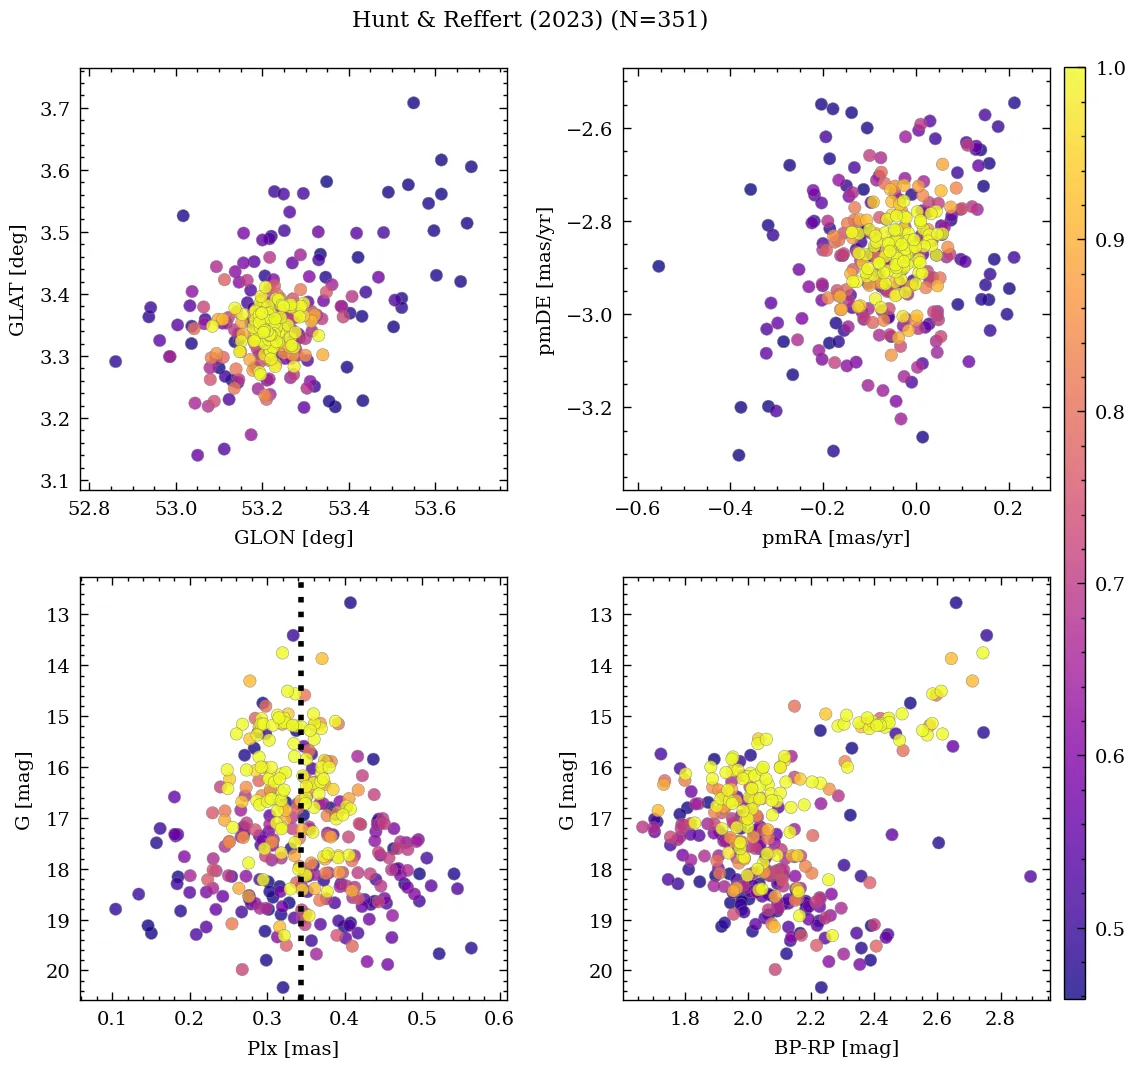 Hunt & Reffert (2023) (N=351)
3.7
3.6
3.5
3.4
3.3
3.2
3.1
GLAT [deg]
52.8 53.0 53.2 53.4 53.6
GLON [deg]
−2.6
−2.8
−3.0
−3.2
pmDE [mas/yr]
−0.6 −0.4 −0.2 0.0 0.2
pmRA [mas/yr]
1.0
0.9
0.8
0.7
0.6
0.5
13
14
15
16
17
18
19
20
G [mag]
0.1 0.2 0.3 0.4 0.5 0.6
Plx [mas]
13
14
15
16
17
18
19
20
G [mag]
1.8 2.0 2.2 2.4 2.6 2.8
BP-RP [mag]